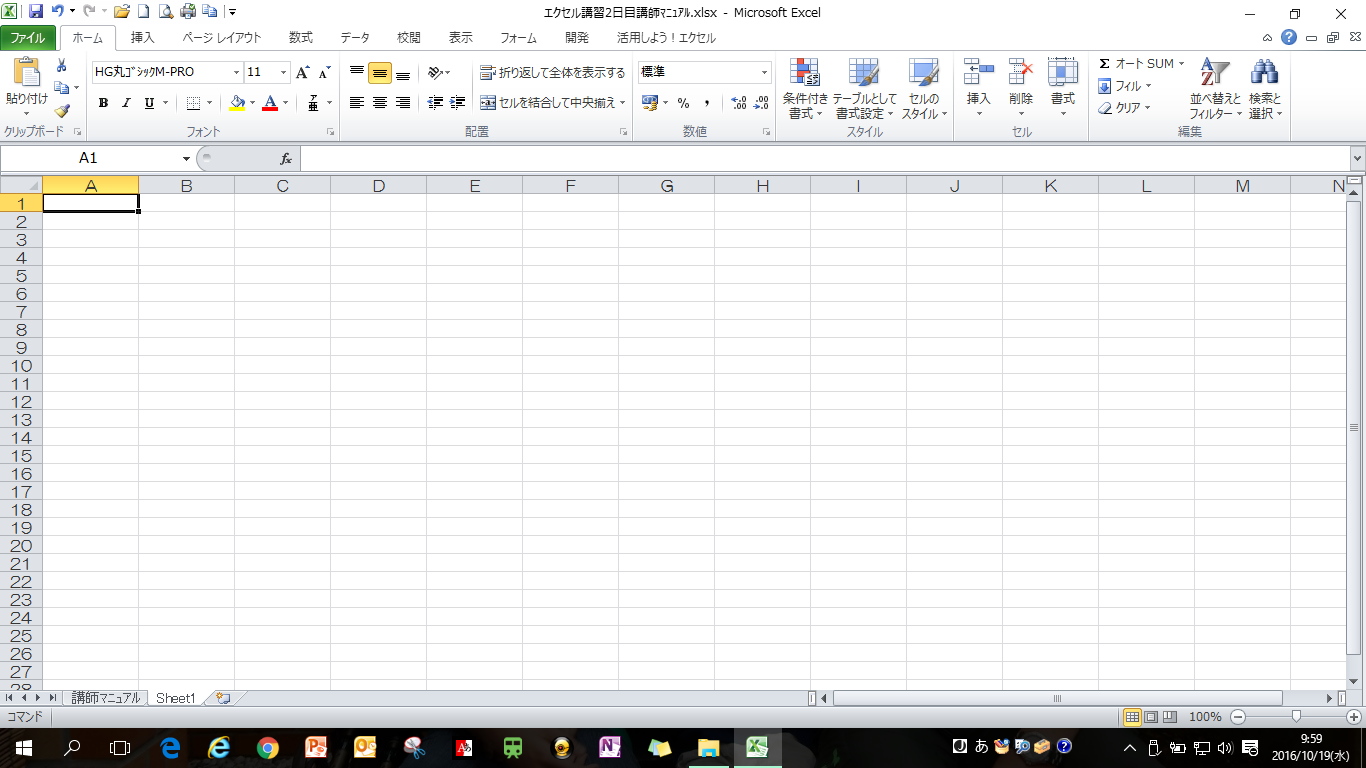 エクセル講習2日目講師ﾏﾆｭｱﾙ.xlsx - Microsoft Excel
ファイル ホーム 挿入 ページ レイアウト 数式 データ 校閲 表示 フォーム 開発 活用しよう！エクセル
HG丸ｺﾞｼｯｸM-PRO 11 折り返して全体を表示する 標準 オート SUM
貼り付け B I U セルを結合して中央揃え % 条件付き書式 テーブルとして書式設定 セルのスタイル 挿入 削除 書式 フィル クリア 並べ替えとフィルター 検索と選択
クリップボード フォント 配置 数値 スタイル セル 編集
A1 fx
A B C D E F G H I J K L M N
1
2
3
4
5
6
7
8
9
10
11
12
13
14
15
16
17
18
19
20
21
22
23
24
25
26
27
28
講師マニュアル Sheet1
コマンド 100%
あ 9:59
2016/10/19(水)